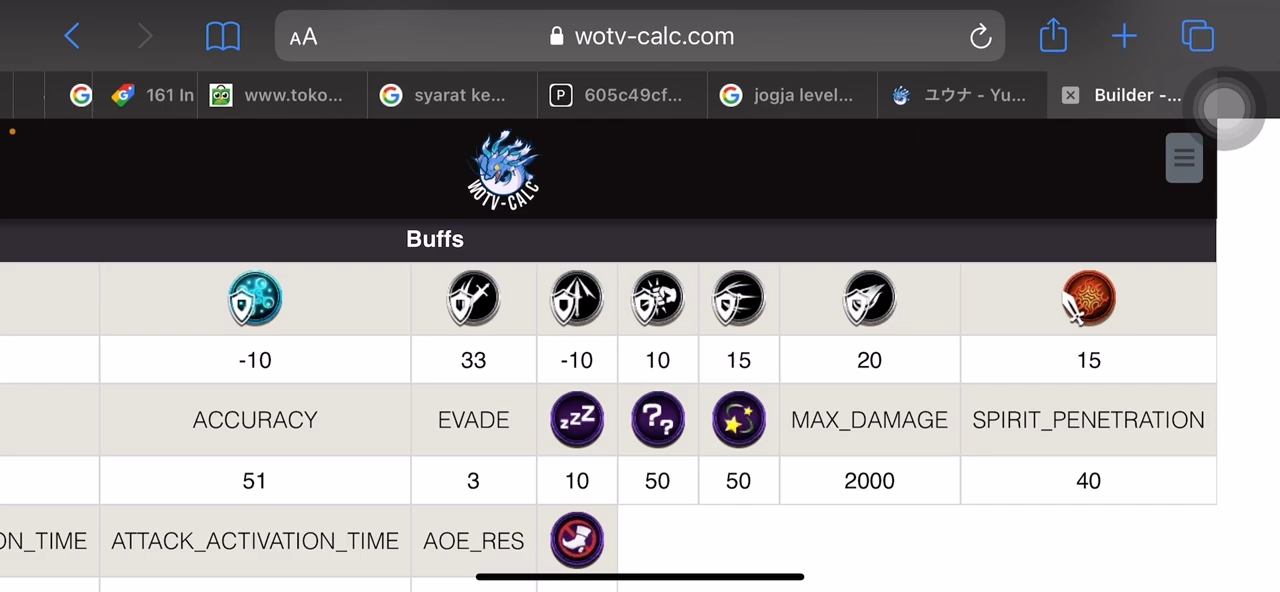 AA wotv-calc.com
161 In www.toko... syarat ke... P 605c49cf... jogja level... ユウナ - Yu... Builder -...
WOTV-CALC
Buffs
-10 33 -10 10 15 20 15
ACCURACY EVADE zzZ ?? MAX_DAMAGE SPIRIT_PENETRATION
51 3 10 50 50 2000 40
ON_TIME ATTACK_ACTIVATION_TIME AOE_RES